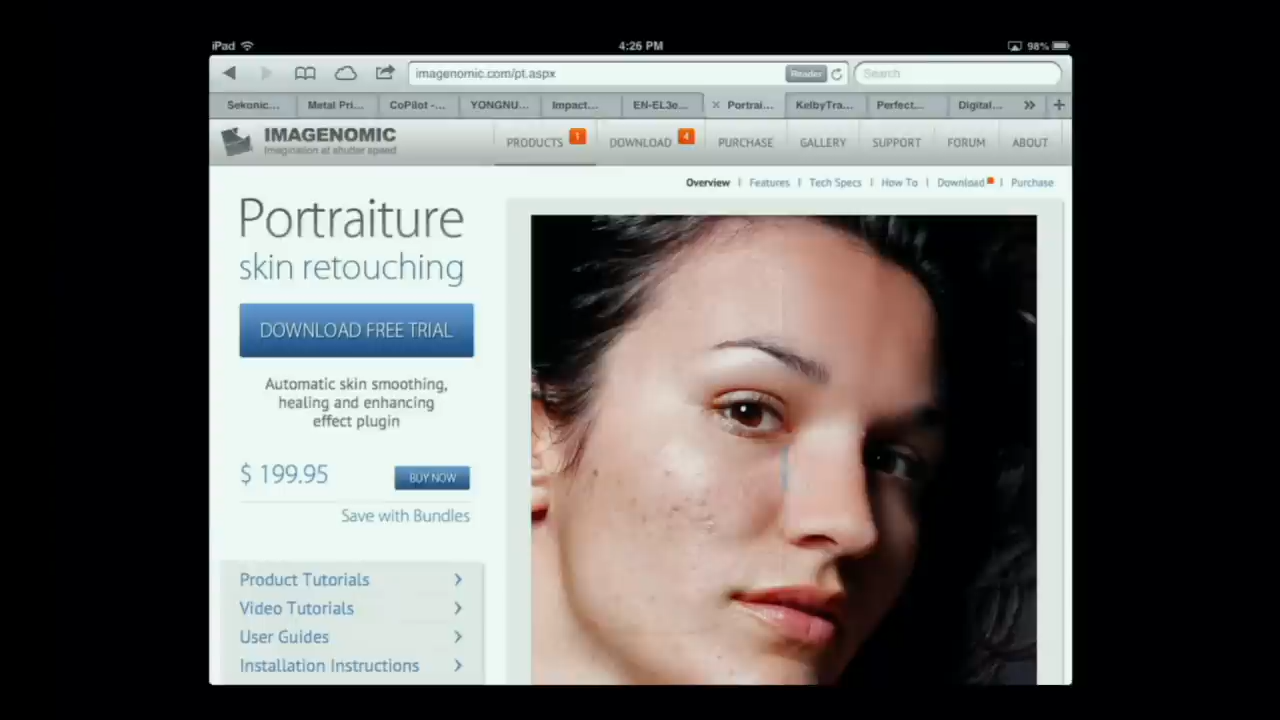 iPad
4:26 PM
98%
imagenomic.com/pt.aspx
Reader
Search
Sekonic...
Metal Pri...
CoPilot -...
YONGNU...
Impact...
EN-EL3e...
Portrai...
KelbyTra...
Perfect...
Digital...
IMAGENOMIC
Imagination at shutter speed
PRODUCTS 1
DOWNLOAD 4
PURCHASE
GALLERY
SUPPORT
FORUM
ABOUT
Overview | Features | Tech Specs | How To | Download | Purchase
Portraiture
skin retouching
DOWNLOAD FREE TRIAL
Automatic skin smoothing,
healing and enhancing
effect plugin
$ 199.95
BUY NOW
Save with Bundles
Product Tutorials
Video Tutorials
User Guides
Installation Instructions